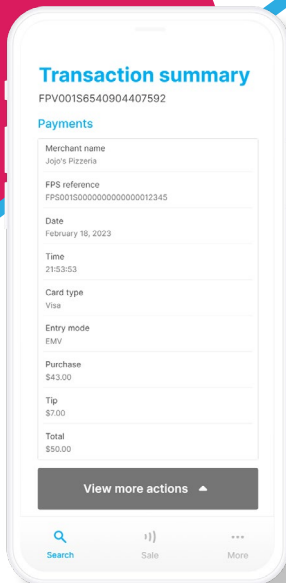 Transaction summary
FPV001S6540904407592
Payments
Merchant name
Jojo's Pizzeria
FPS reference
FPS001S0000000000000012345
Date
February 18, 2023
Time
21:53:53
Card type
Visa
Entry mode
EMV
Purchase
$43.00
Tip
$7.00
Total
$50.00
View more actions
Search
Sale
More